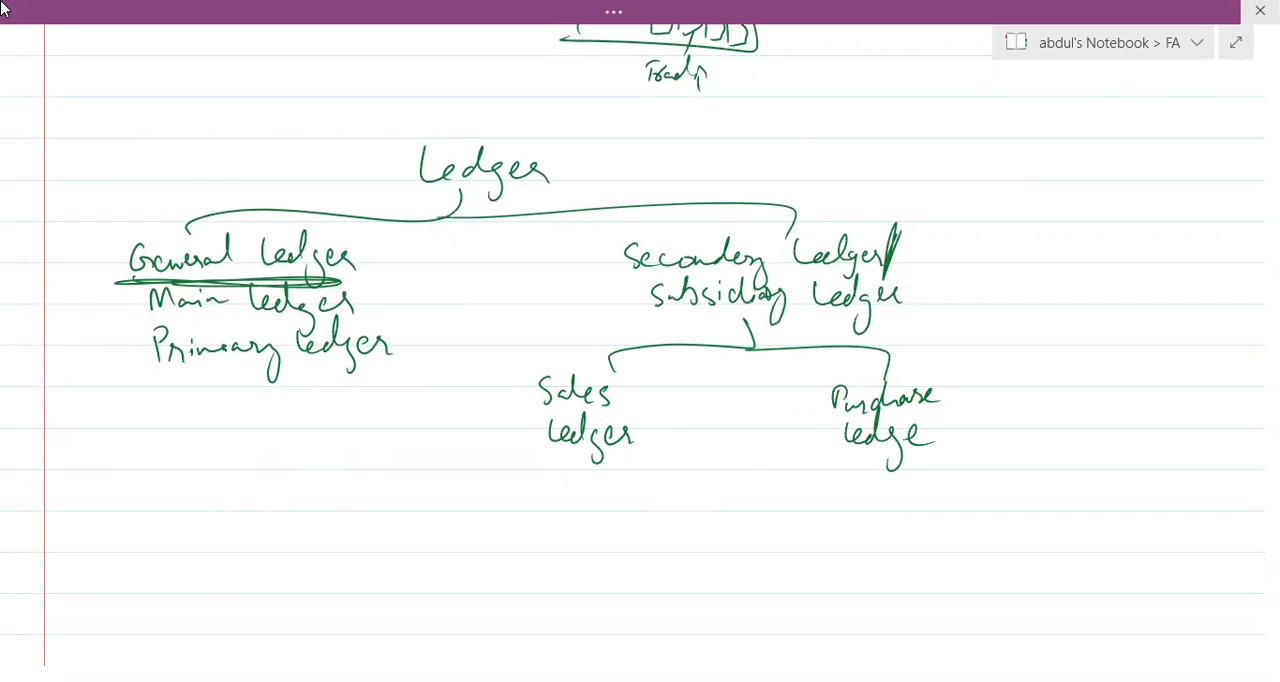 abdul's Notebook > FA
Ledger
General Ledger
Main Ledger
Primary Ledger
Secondary Ledger/
Subsidiary Ledger
Sales
Ledger
Purchase
Ledge